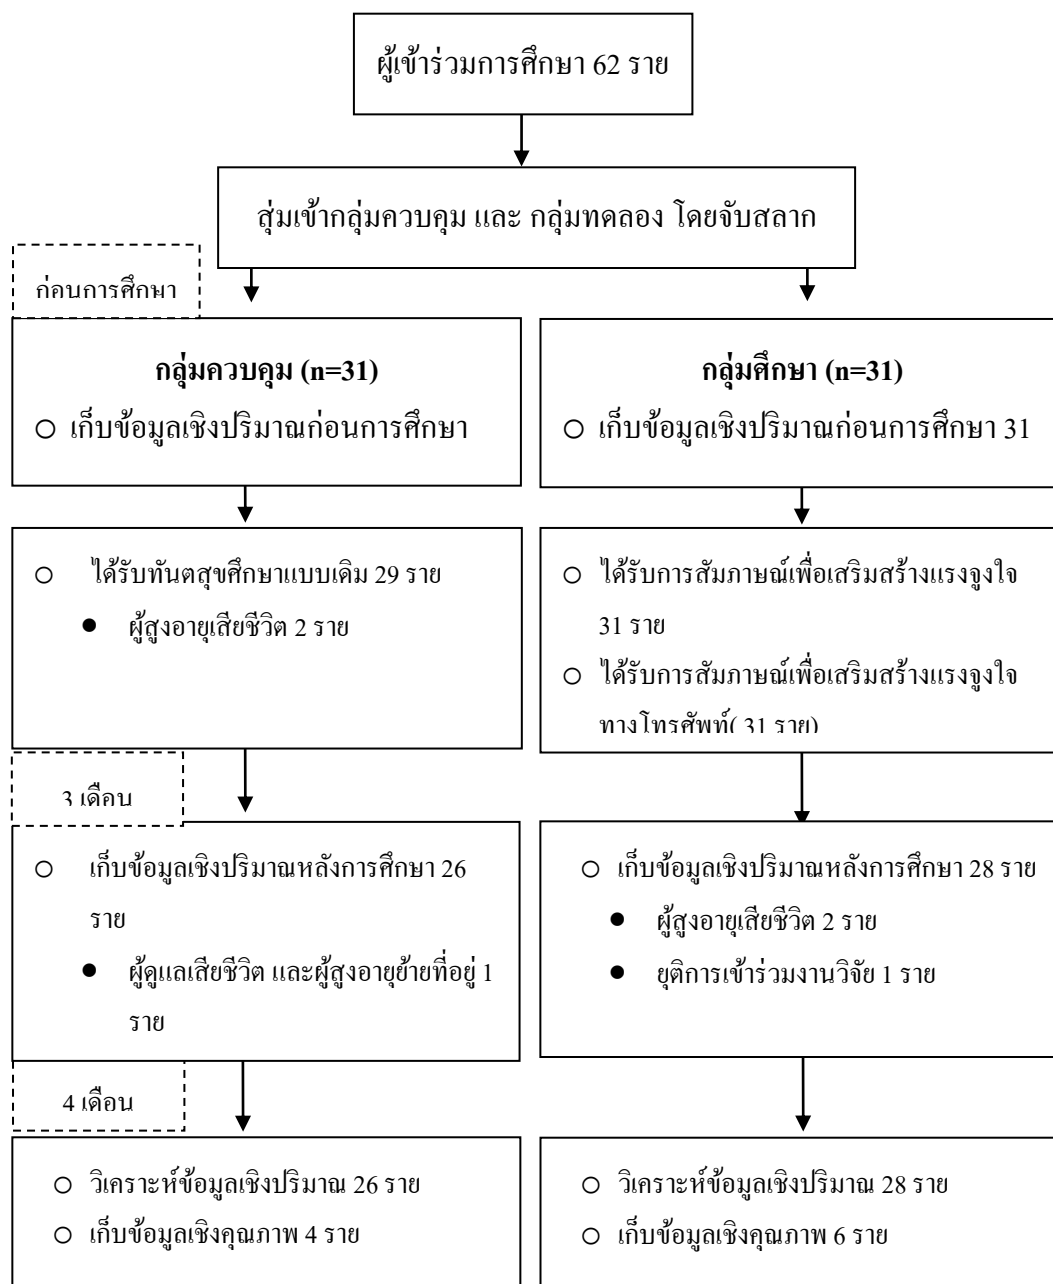 ผู้เข้าร่วมการศึกษา 62 ราย
สุ่มเข้ากลุ่มควบคุม และ กลุ่มทดลอง โดยจับสลาก
ก่อนการศึกษา
กลุ่มควบคุม (n=31)
○ เก็บข้อมูลเชิงปริมาณก่อนการศึกษา
กลุ่มศึกษา (n=31)
○ เก็บข้อมูลเชิงปริมาณก่อนการศึกษา 31
○ ได้รับทันตสุขศึกษาแบบเดิม 29 ราย
● ผู้สูงอายุเสียชีวิต 2 ราย
○ ได้รับการสัมภาษณ์เพื่อเสริมสร้างแรงจูงใจ
31 ราย
○ ได้รับการสัมภาษณ์เพื่อเสริมสร้างแรงจูงใจ
ทางโทรศัพท์( 31 ราย)
3 เดือน
○ เก็บข้อมูลเชิงปริมาณหลังการศึกษา 26
ราย
● ผู้ดูแลเสียชีวิต และผู้สูงอายุย้ายที่อยู่ 1
ราย
○ เก็บข้อมูลเชิงปริมาณหลังการศึกษา 28 ราย
● ผู้สูงอายุเสียชีวิต 2 ราย
● ยุติการเข้าร่วมงานวิจัย 1 ราย
4 เดือน
○ วิเคราะห์ข้อมูลเชิงปริมาณ 26 ราย
○ เก็บข้อมูลเชิงคุณภาพ 4 ราย
○ วิเคราะห์ข้อมูลเชิงปริมาณ 28 ราย
○ เก็บข้อมูลเชิงคุณภาพ 6 ราย